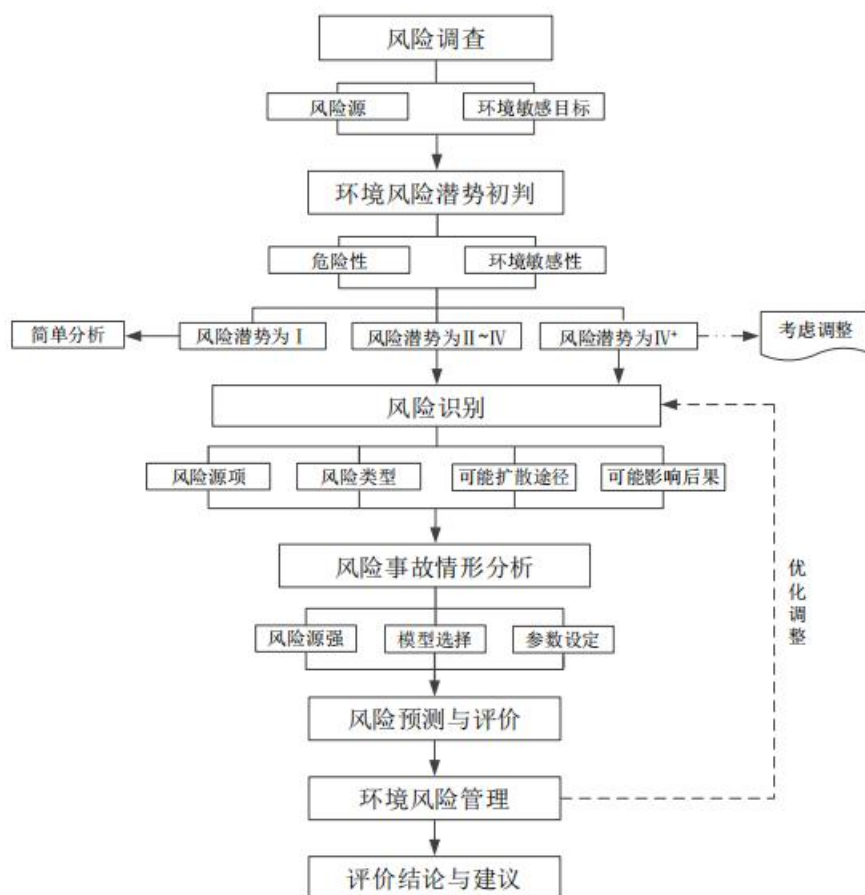 风险调查
风险源
环境敏感目标
环境风险潜势初判
危险性
环境敏感性
简单分析
风险潜势为Ⅰ
风险潜势为Ⅱ~Ⅳ
风险潜势为Ⅳ⁺
考虑调整
风险识别
风险源项
风险类型
可能扩散途径
可能影响后果
风险事故情形分析
优化调整
风险源强
模型选择
参数设定
风险预测与评价
环境风险管理
评价结论与建议